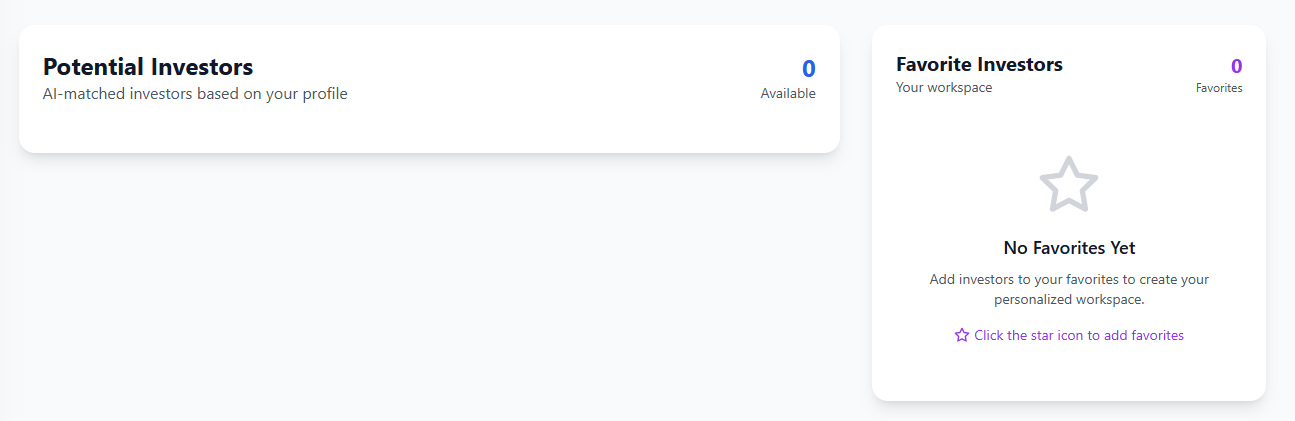 Potential Investors
0
AI-matched investors based on your profile
Available
Favorite Investors
0
Your workspace
Favorites
No Favorites Yet
Add investors to your favorites to create your
personalized workspace.
Click the star icon to add favorites